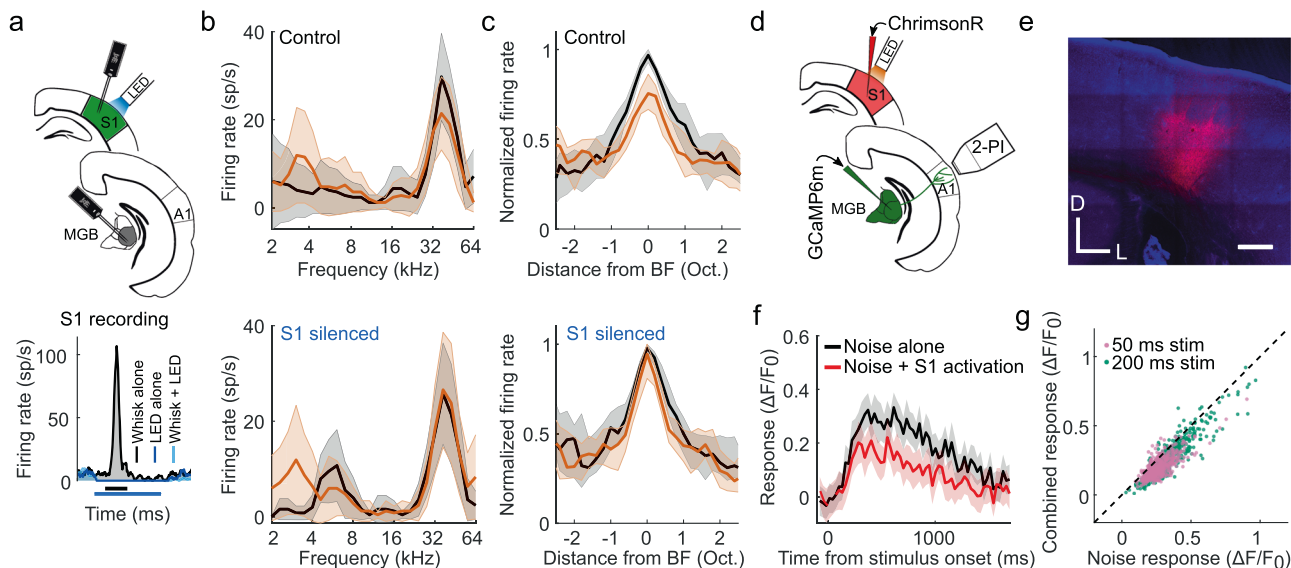 a
LED
S1
A1
MGB
S1 recording
Firing rate (sp/s)
100
50
0
Whisk alone
LED alone
Whisk + LED
Time (ms)
b
Control
Firing rate (sp/s)
40
20
0
2 4 8 16 32 64
Frequency (kHz)
S1 silenced
Firing rate (sp/s)
40
20
0
2 4 8 16 32 64
Frequency (kHz)
c
Control
Normalized firing rate
1
0.5
0
-2 -1 0 1 2
Distance from BF (Oct.)
S1 silenced
Normalized firing rate
1
0.5
0
-2 -1 0 1 2
Distance from BF (Oct.)
d
ChrimsonR
LED
S1
2-PI
A1
MGB
GCaMP6m
e
D
L
f
Noise alone
Noise + S1 activation
Response (ΔF/F0)
0.6
0.4
0.2
0
0 1000
Time from stimulus onset (ms)
g
50 ms stim
200 ms stim
Combined response (ΔF/F0)
1
0.5
0
0 0.5 1
Noise response (ΔF/F0)